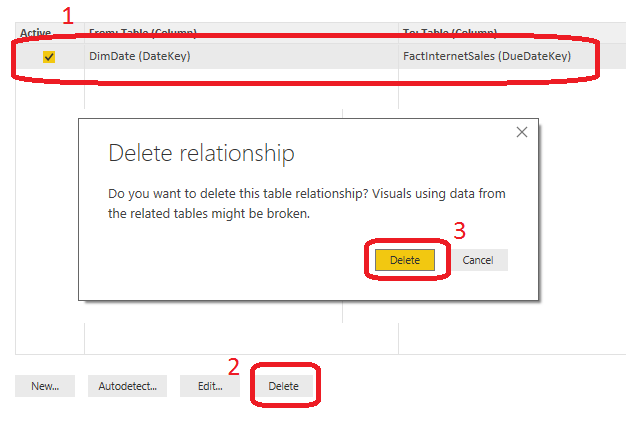 1
Active From: Table (Column) To: Table (Column)
DimDate (DateKey) FactInternetSales (DueDateKey)
Delete relationship
Do you want to delete this table relationship? Visuals using data from
the related tables might be broken.
3
Delete Cancel
2
New... Autodetect... Edit... Delete